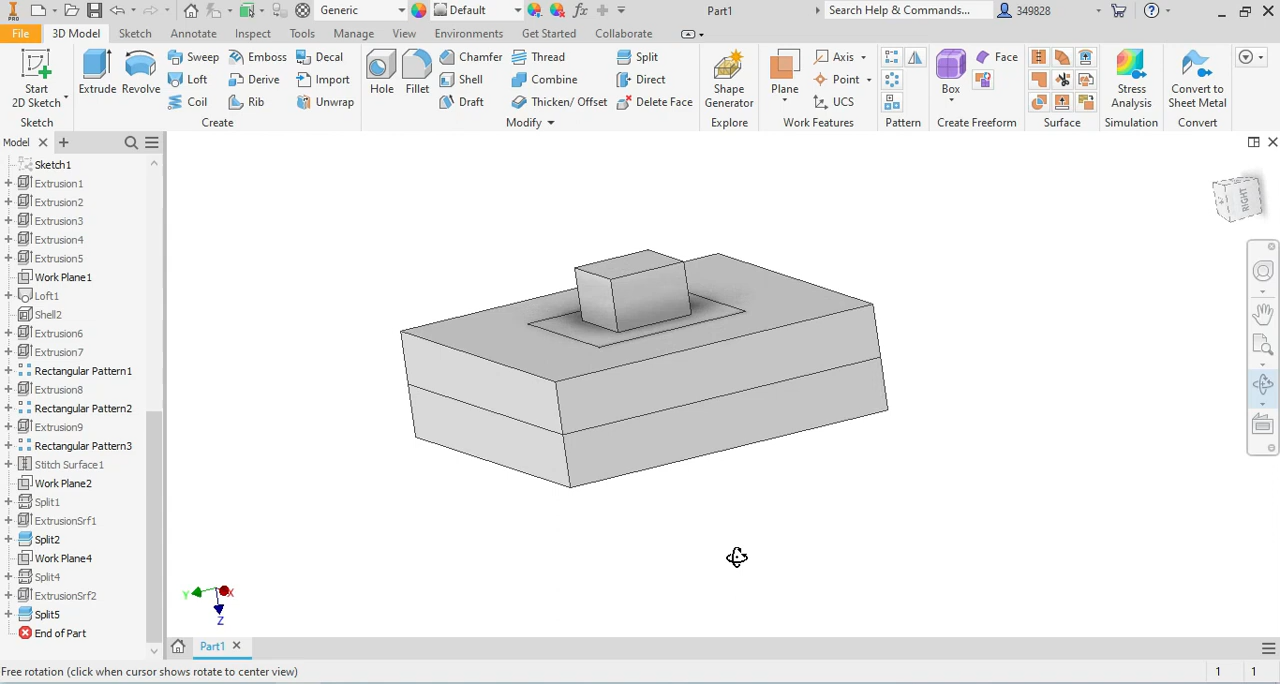 PRO
Generic
Default
fx
Part1
Search Help & Commands...
349828
File
3D Model
Sketch
Annotate
Inspect
Tools
Manage
View
Environments
Get Started
Collaborate
Start
2D Sketch
Sketch
Extrude
Revolve
Sweep
Loft
Coil
Emboss
Derive
Rib
Decal
Import
Unwrap
Create
Hole
Fillet
Chamfer
Shell
Draft
Thread
Combine
Thicken/ Offset
Split
Direct
Delete Face
Modify
Shape
Generator
Explore
Plane
Axis
Point
UCS
Work Features
Pattern
Box
Face
Create Freeform
Surface
Stress
Analysis
Simulation
Convert to
Sheet Metal
Convert
Model
Sketch1
Extrusion1
Extrusion2
Extrusion3
Extrusion4
Extrusion5
Work Plane1
Loft1
Shell2
Extrusion6
Extrusion7
Rectangular Pattern1
Extrusion8
Rectangular Pattern2
Extrusion9
Rectangular Pattern3
Stitch Surface1
Work Plane2
Split1
ExtrusionSrf1
Split2
Work Plane4
Split4
ExtrusionSrf2
Split5
End of Part
RIGHT
Y
X
Z
Part1
Free rotation (click when cursor shows rotate to center view)
1
1